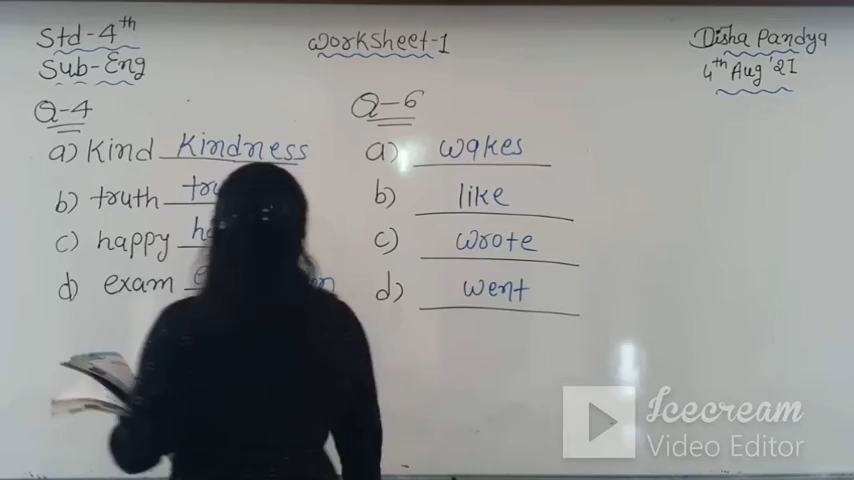 Std-4th
Sub-Eng
Worksheet-1
Disha Pandya
4th Aug '21
Q-4
a) Kind Kindness
b) truth
c) happy
d) exam
Q-6
a) wakes
b) like
c) wrote
d) went
Icecream
Video Editor